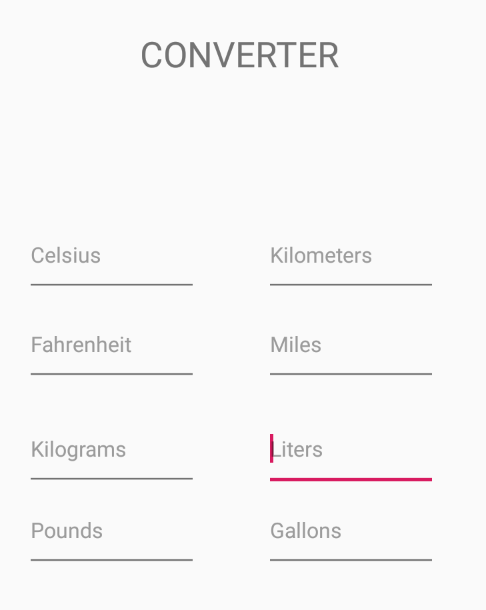 CONVERTER
Celsius
Kilometers
Fahrenheit
Miles
Kilograms
Liters
Pounds
Gallons